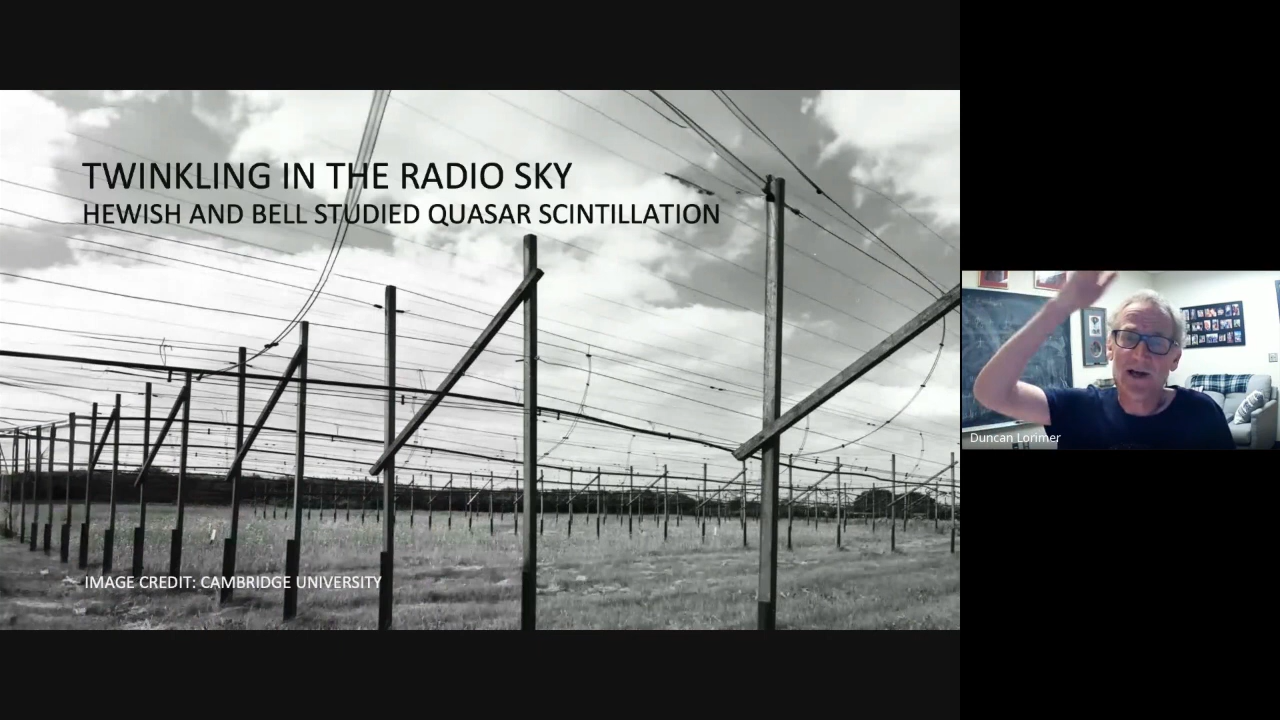 TWINKLING IN THE RADIO SKY
HEWISH AND BELL STUDIED QUASAR SCINTILLATION
IMAGE CREDIT: CAMBRIDGE UNIVERSITY
Duncan Lorimer